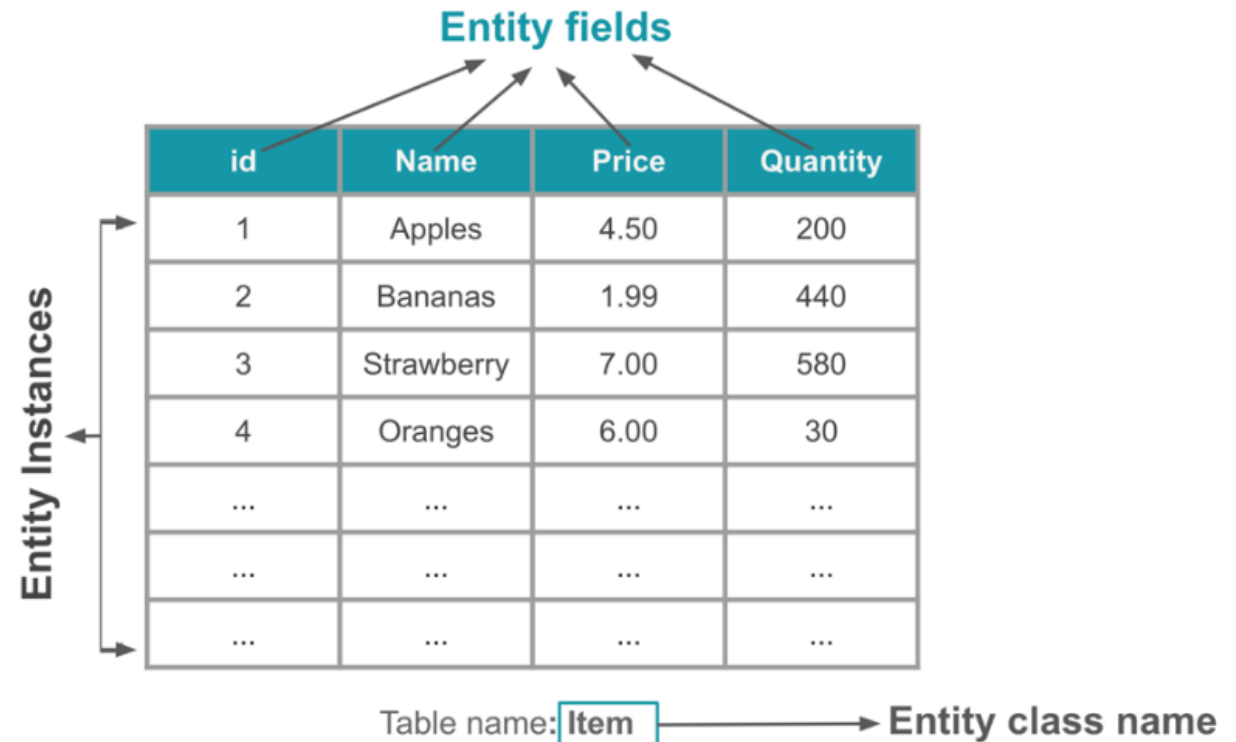 Entity fields
id Name Price Quantity
1 Apples 4.50 200
2 Bananas 1.99 440
3 Strawberry 7.00 580
4 Oranges 6.00 30
... ... ... ...
... ... ... ...
... ... ... ...
Entity Instances
Table name: Item Entity class name